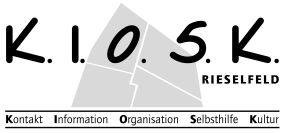 K. I. O. S. K.
RIESELFELD
Kontakt Information Organisation Selbsthilfe Kultur